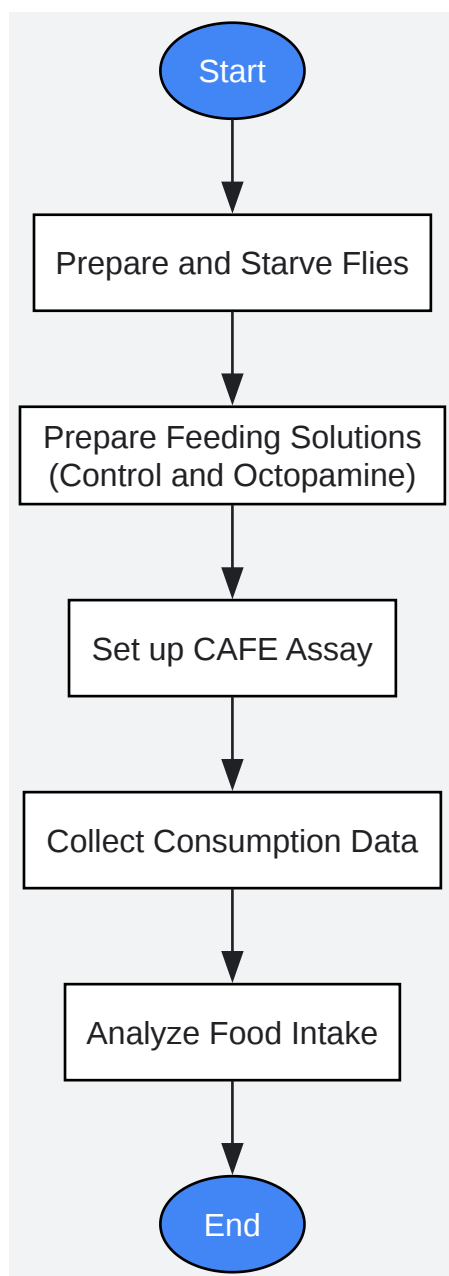 Start
Prepare and Starve Flies
Prepare Feeding Solutions
(Control and Octopamine)
Set up CAFE Assay
Collect Consumption Data
Analyze Food Intake
End